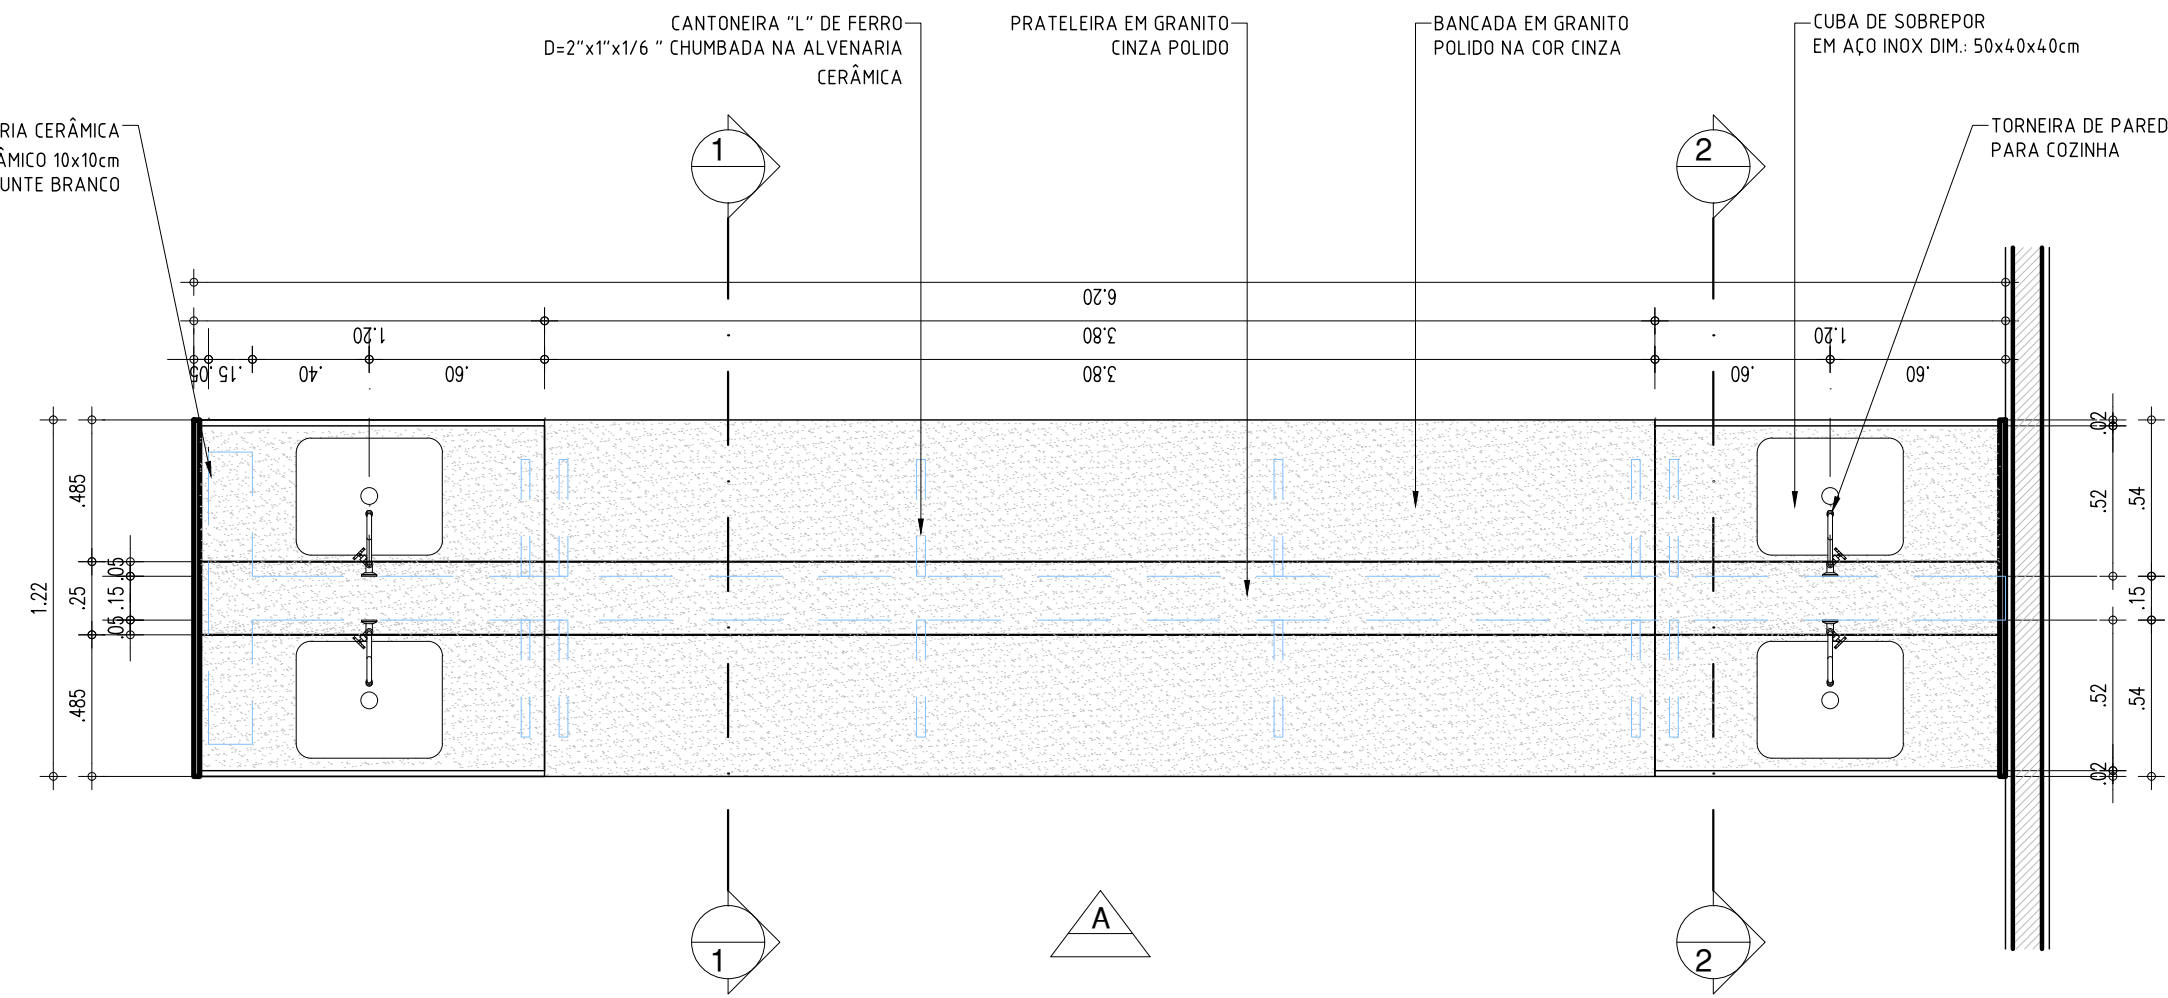 CANTONEIRA "L" DE FERRO
D=2"x1"x1/6 " CHUMBADA NA ALVENARIA
CERÂMICA
PRATELEIRA EM GRANITO
CINZA POLIDO
BANCADA EM GRANITO
POLIDO NA COR CINZA
CUBA DE SOBREPOR
EM AÇO INOX DIM.: 50x40x40cm
RIA CERÂMICA
ÂMICO 10x10cm
UNTE BRANCO
TORNEIRA DE PARED
PARA COZINHA
1
2
6.20
1.20
3.80
1.20
.05
.15
.40
.60
3.80
.60
.60
1.22
.485
.25
.485
.05
.15
.05
.02
.52
.52
.02
.54
.15
.54
1
A
2